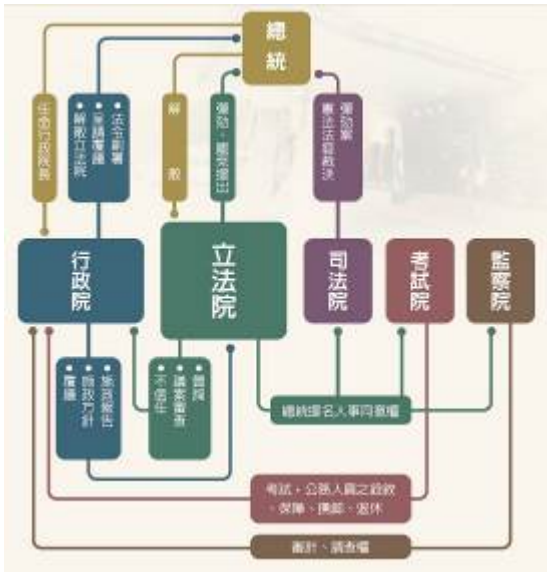 總統
任命行政院長
法令副署
呈請覆議
解散立法院
解散
彈劾、罷免提出
彈劾案
憲法法庭裁決
行政院
立法院
司法院
考試院
監察院
施政報告
施政方針
覆議
質詢
議案審查
不信任
總統提名人事同意權
考試、公務人員之銓敘
、保障、撫卹、退休
審計、調查權